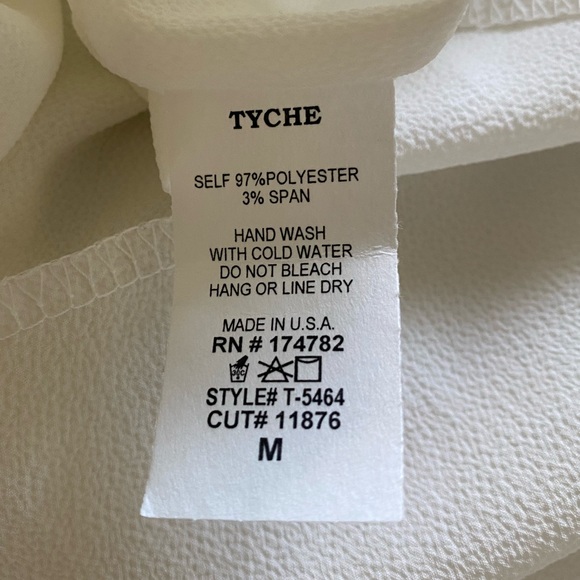 TYCHE
SELF 97%POLYESTER
3% SPAN
HAND WASH
WITH COLD WATER
DO NOT BLEACH
HANG OR LINE DRY
MADE IN U.S.A.
RN # 174782
STYLE# T-5464
CUT# 11876
M